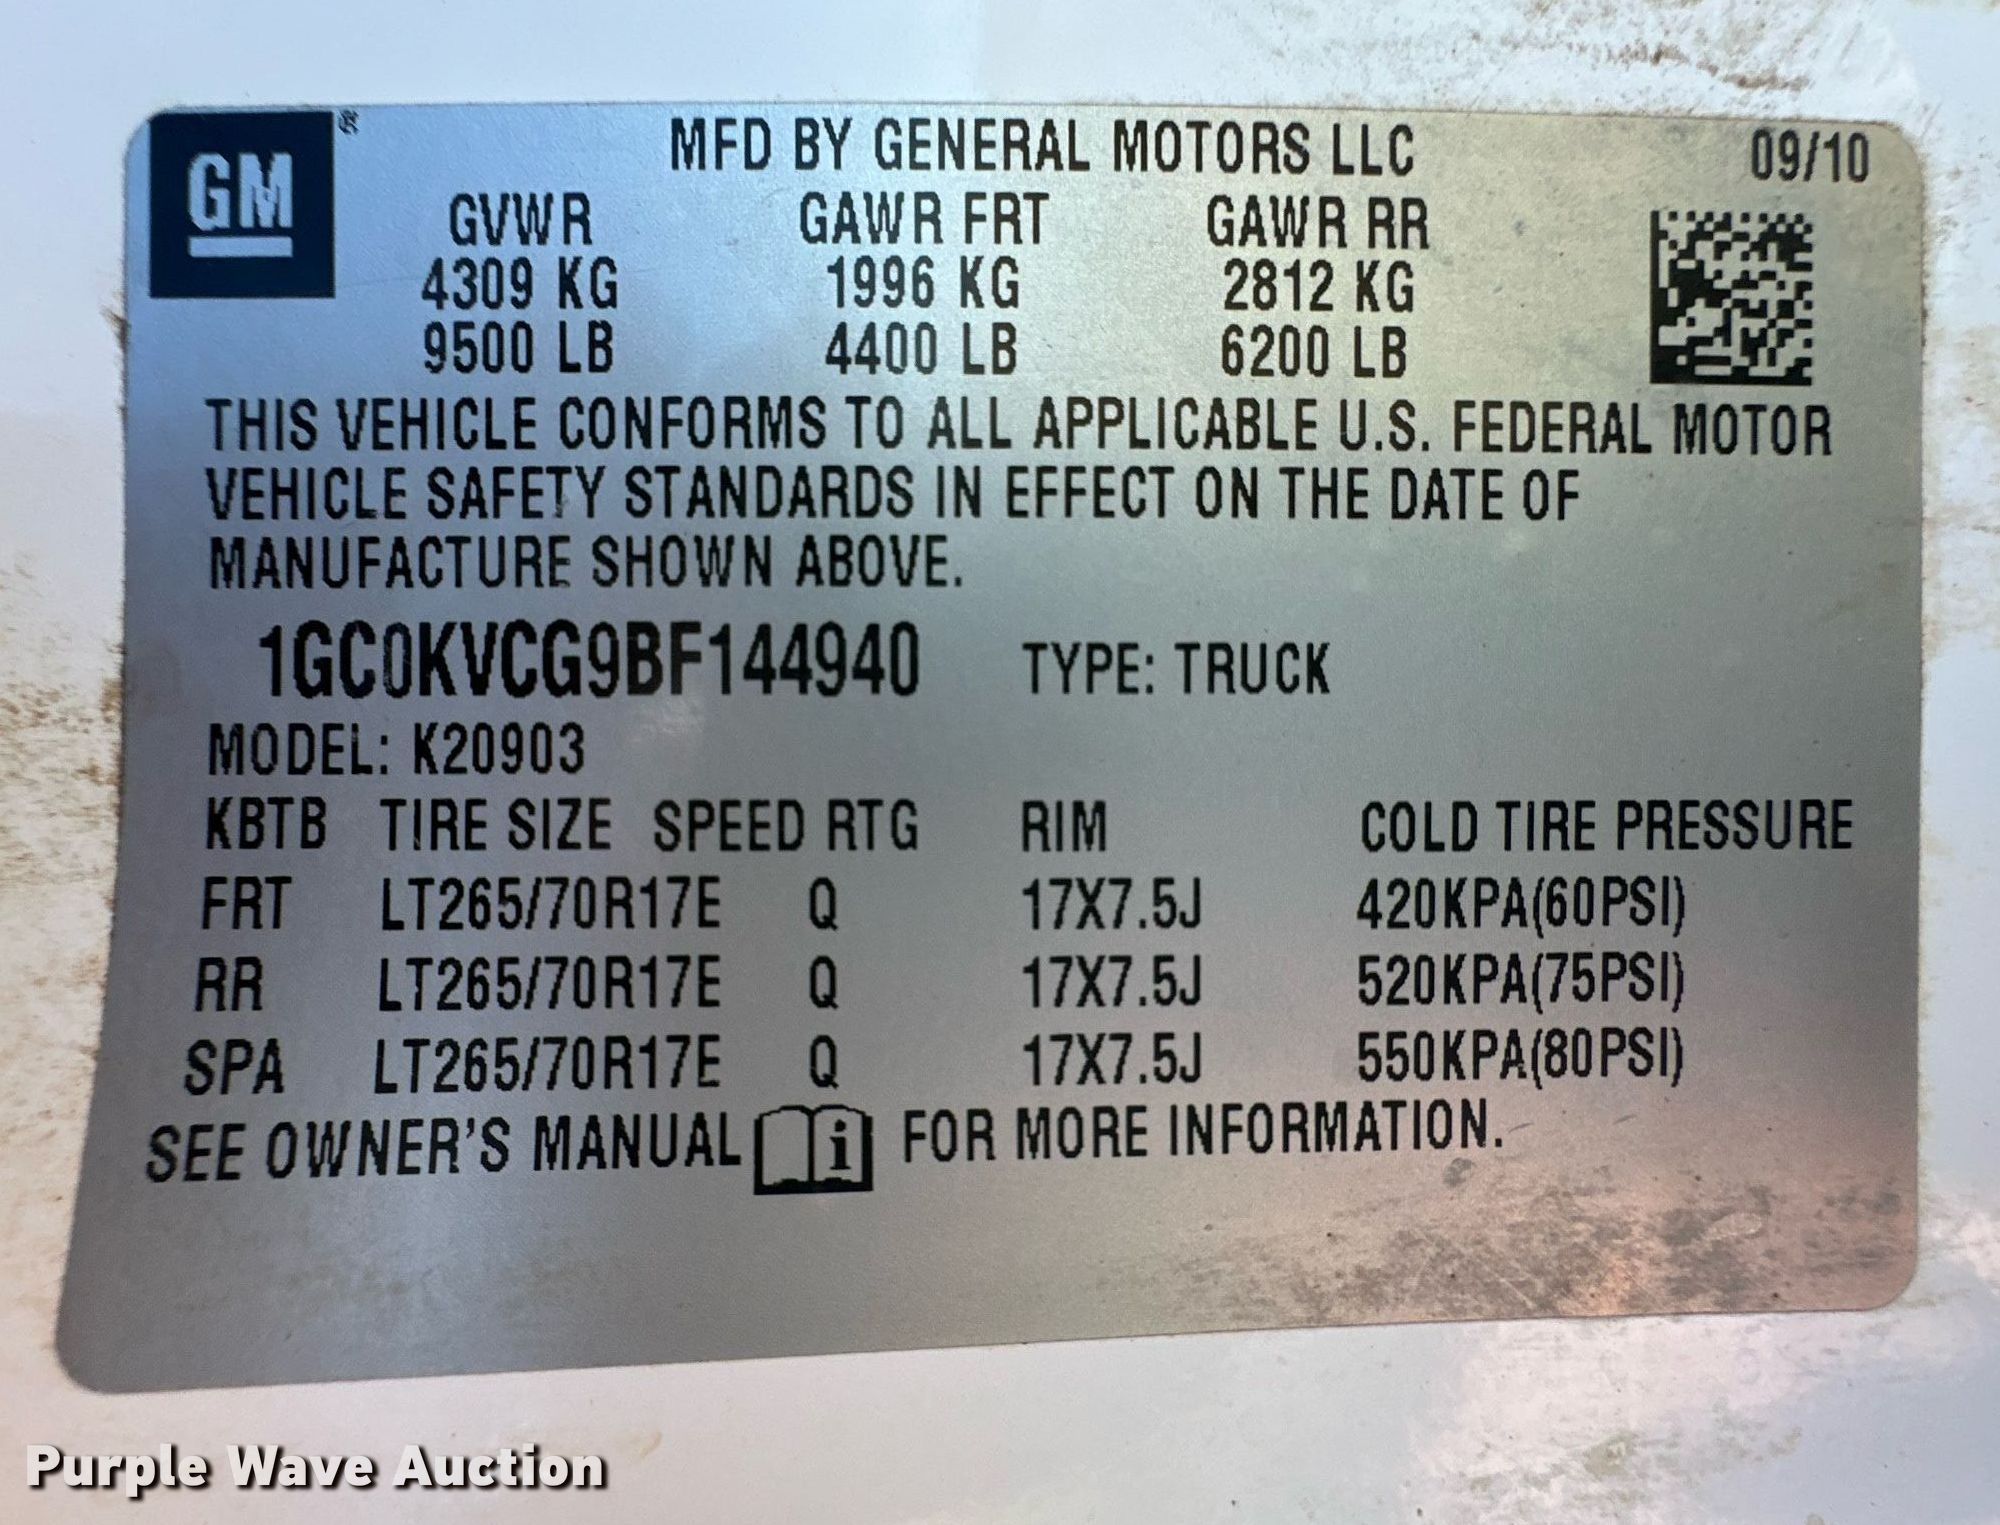 GM ® MFD BY GENERAL MOTORS LLC 09/10
GVWR GAWR FRT GAWR RR
4309 KG 1996 KG 2812 KG
9500 LB 4400 LB 6200 LB
THIS VEHICLE CONFORMS TO ALL APPLICABLE U.S. FEDERAL MOTOR
VEHICLE SAFETY STANDARDS IN EFFECT ON THE DATE OF
MANUFACTURE SHOWN ABOVE.
1GC0KVCG9BF144940 TYPE: TRUCK
MODEL: K20903
KBTB TIRE SIZE SPEED RTG RIM COLD TIRE PRESSURE
FRT LT265/70R17E Q 17X7.5J 420KPA(60PSI)
RR LT265/70R17E Q 17X7.5J 520KPA(75PSI)
SPA LT265/70R17E Q 17X7.5J 550KPA(80PSI)
SEE OWNER'S MANUAL i FOR MORE INFORMATION.
Purple Wave Auction